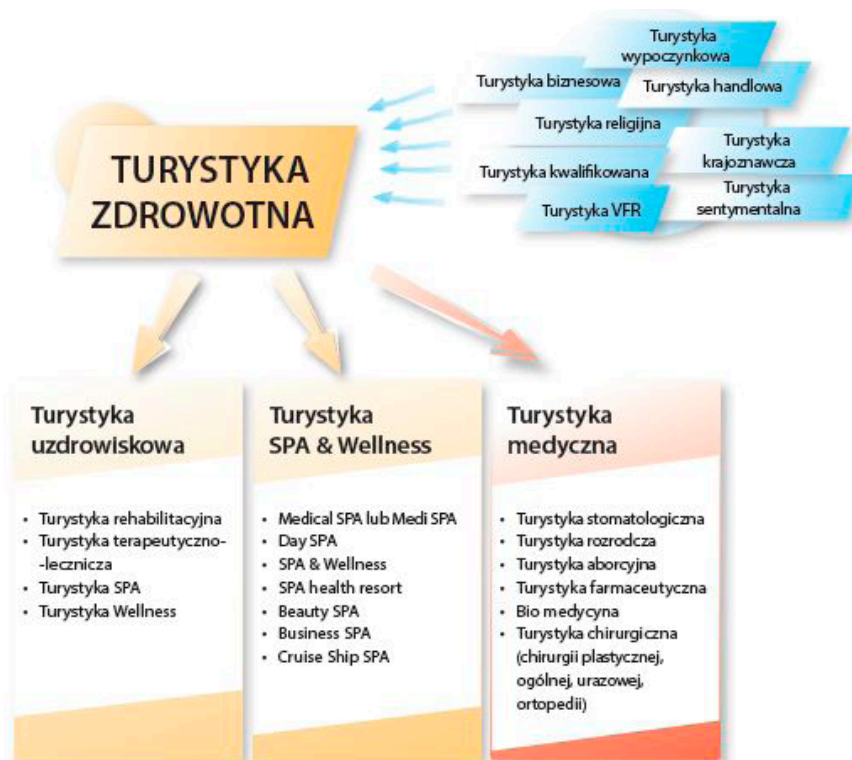 Turystyka
wypoczynkowa
Turystyka biznesowa
Turystyka handlowa
Turystyka religijna
Turystyka
krajoznawcza
Turystyka kwalifikowana
Turystyka
sentymentalna
Turystyka VFR
TURYSTYKA
ZDROWOTNA
Turystyka
uzdrowiskowa
• Turystyka rehabilitacyjna
• Turystyka terapeutyczno-
-lecznicza
• Turystyka SPA
• Turystyka Wellness
Turystyka
SPA & Wellness
• Medical SPA lub Medi SPA
• Day SPA
• SPA & Wellness
• SPA health resort
• Beauty SPA
• Business SPA
• Cruise Ship SPA
Turystyka
medyczna
• Turystyka stomatologiczna
• Turystyka rozrodcza
• Turystyka aborcyjna
• Turystyka farmaceutyczna
• Bio medycyna
• Turystyka chirurgiczna
(chirurgii plastycznej,
ogólnej, urazowej,
ortopedii)